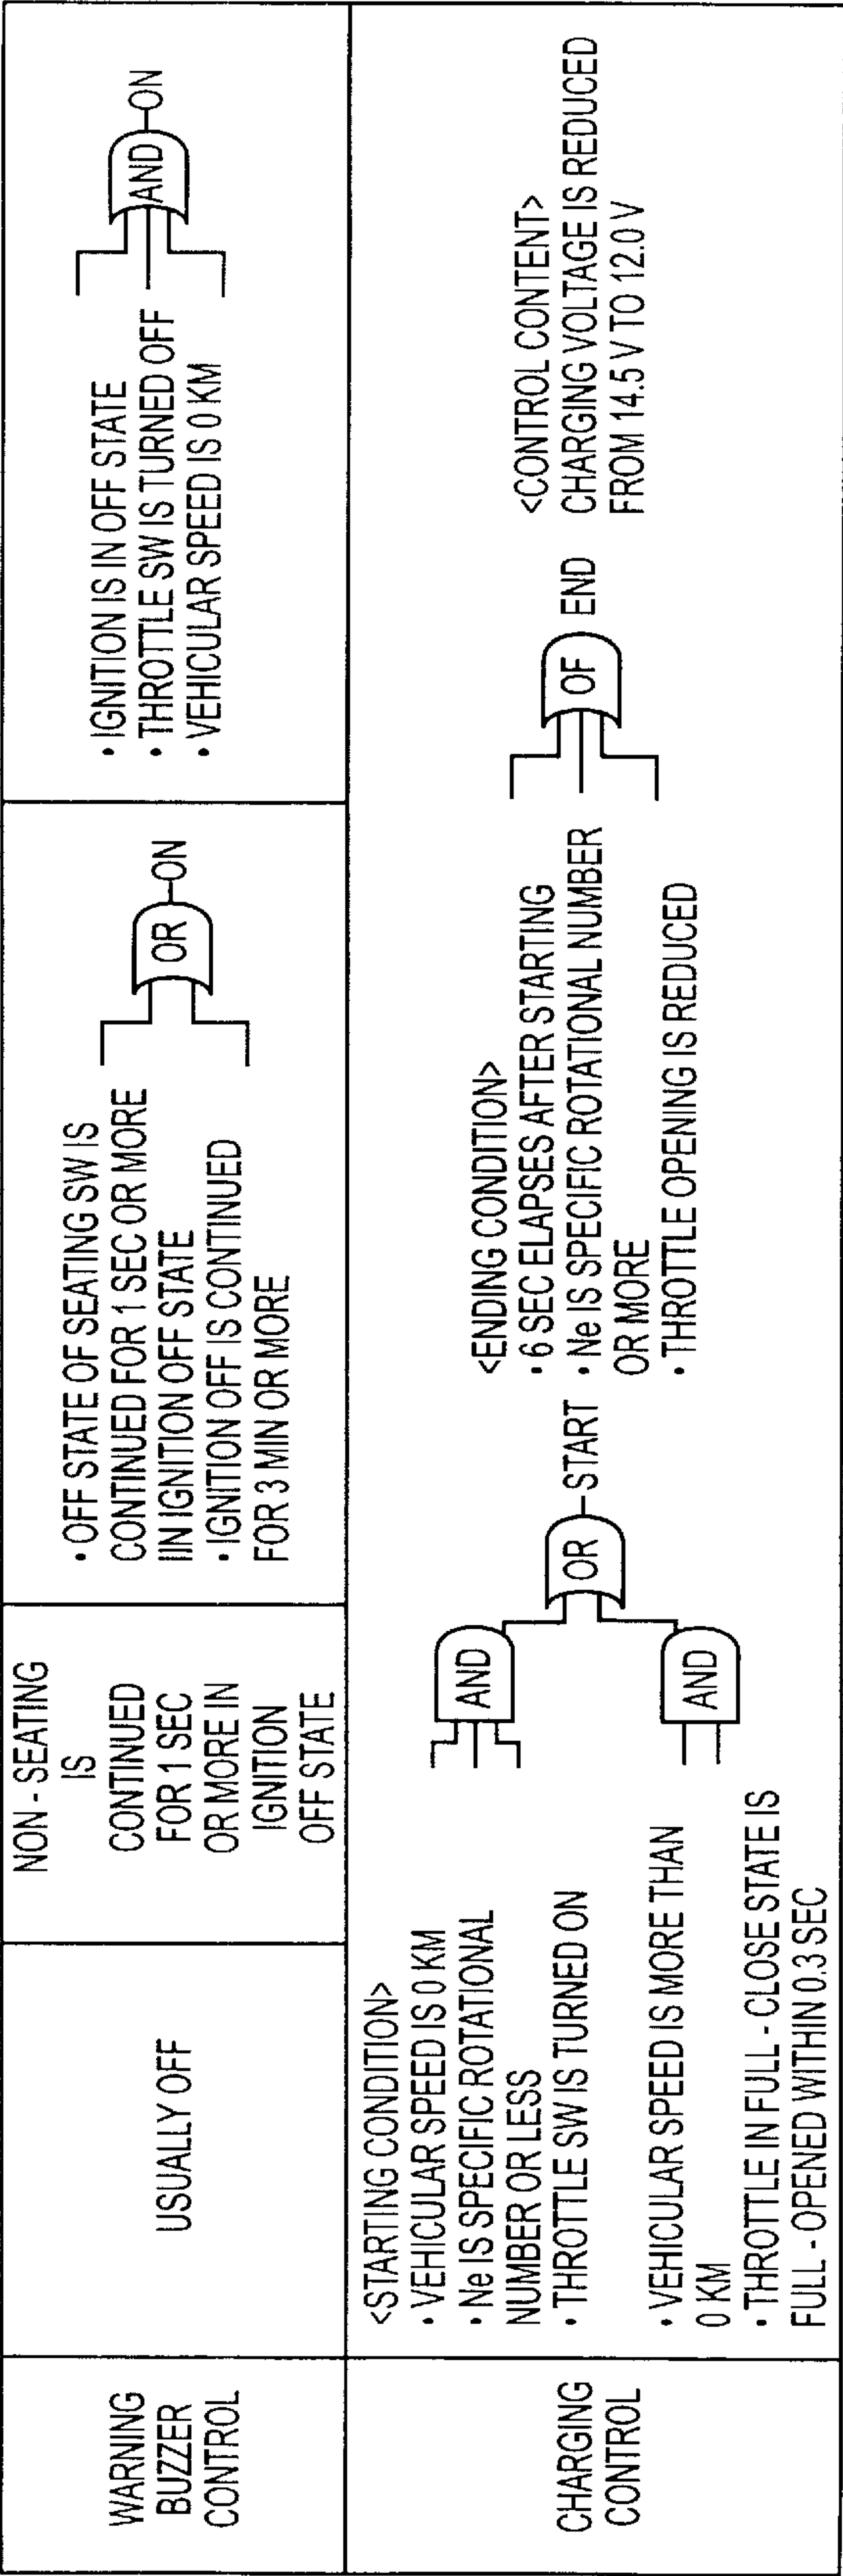 WARNING
BUZZER
CONTROL
USUALLY OFF
NON - SEATING
IS
CONTINUED
FOR 1 SEC
OR MORE IN
IGNITION
OFF STATE
• OFF STATE OF SEATING SW IS
CONTINUED FOR 1 SEC OR MORE
IIN IGNITION OFF STATE
• IGNITION OFF IS CONTINUED
FOR 3 MIN OR MORE
OR
ON
• IGNITION IS IN OFF STATE
• THROTTLE SW IS TURNED OFF
• VEHICULAR SPEED IS 0 KM
AND
ON
CHARGING
CONTROL
<STARTING CONDITION>
• VEHICULAR SPEED IS 0 KM
• Ne IS SPECIFIC ROTATIONAL
NUMBER OR LESS
• THROTTLE SW IS TURNED ON
• VEHICULAR SPEED IS MORE THAN
0 KM
• THROTTLE IN FULL - CLOSE STATE IS
FULL - OPENED WITHIN 0.3 SEC
AND
AND
OR
START
<ENDING CONDITION>
• 6 SEC ELAPSES AFTER STARTING
• Ne IS SPECIFIC ROTATIONAL NUMBER
OR MORE
• THROTTLE OPENING IS REDUCED
OF
END
<CONTROL CONTENT>
CHARGING VOLTAGE IS REDUCED
FROM 14.5 V TO 12.0 V